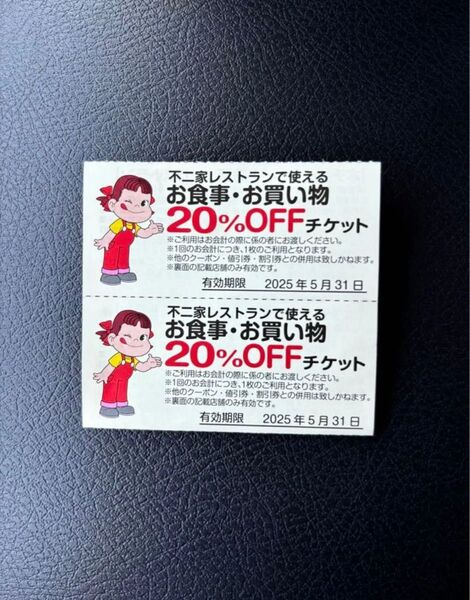 不二家レストランで使える
お食事・お買い物
20%OFFチケット
※ご利用はお会計の際に係の者にお渡しください。
※1回のお会計につき、1枚のご利用となります。
※他のクーポン・値引券・割引券との併用は致しかねます。
※裏面の記載店舗のみ有効です。
有効期限 2025年5月31日
不二家レストランで使える
お食事・お買い物
20%OFFチケット
※ご利用はお会計の際に係の者にお渡しください。
※1回のお会計につき、1枚のご利用となります。
※他のクーポン・値引券・割引券との併用は致しかねます。
※裏面の記載店舗のみ有効です。
有効期限 2025年5月31日